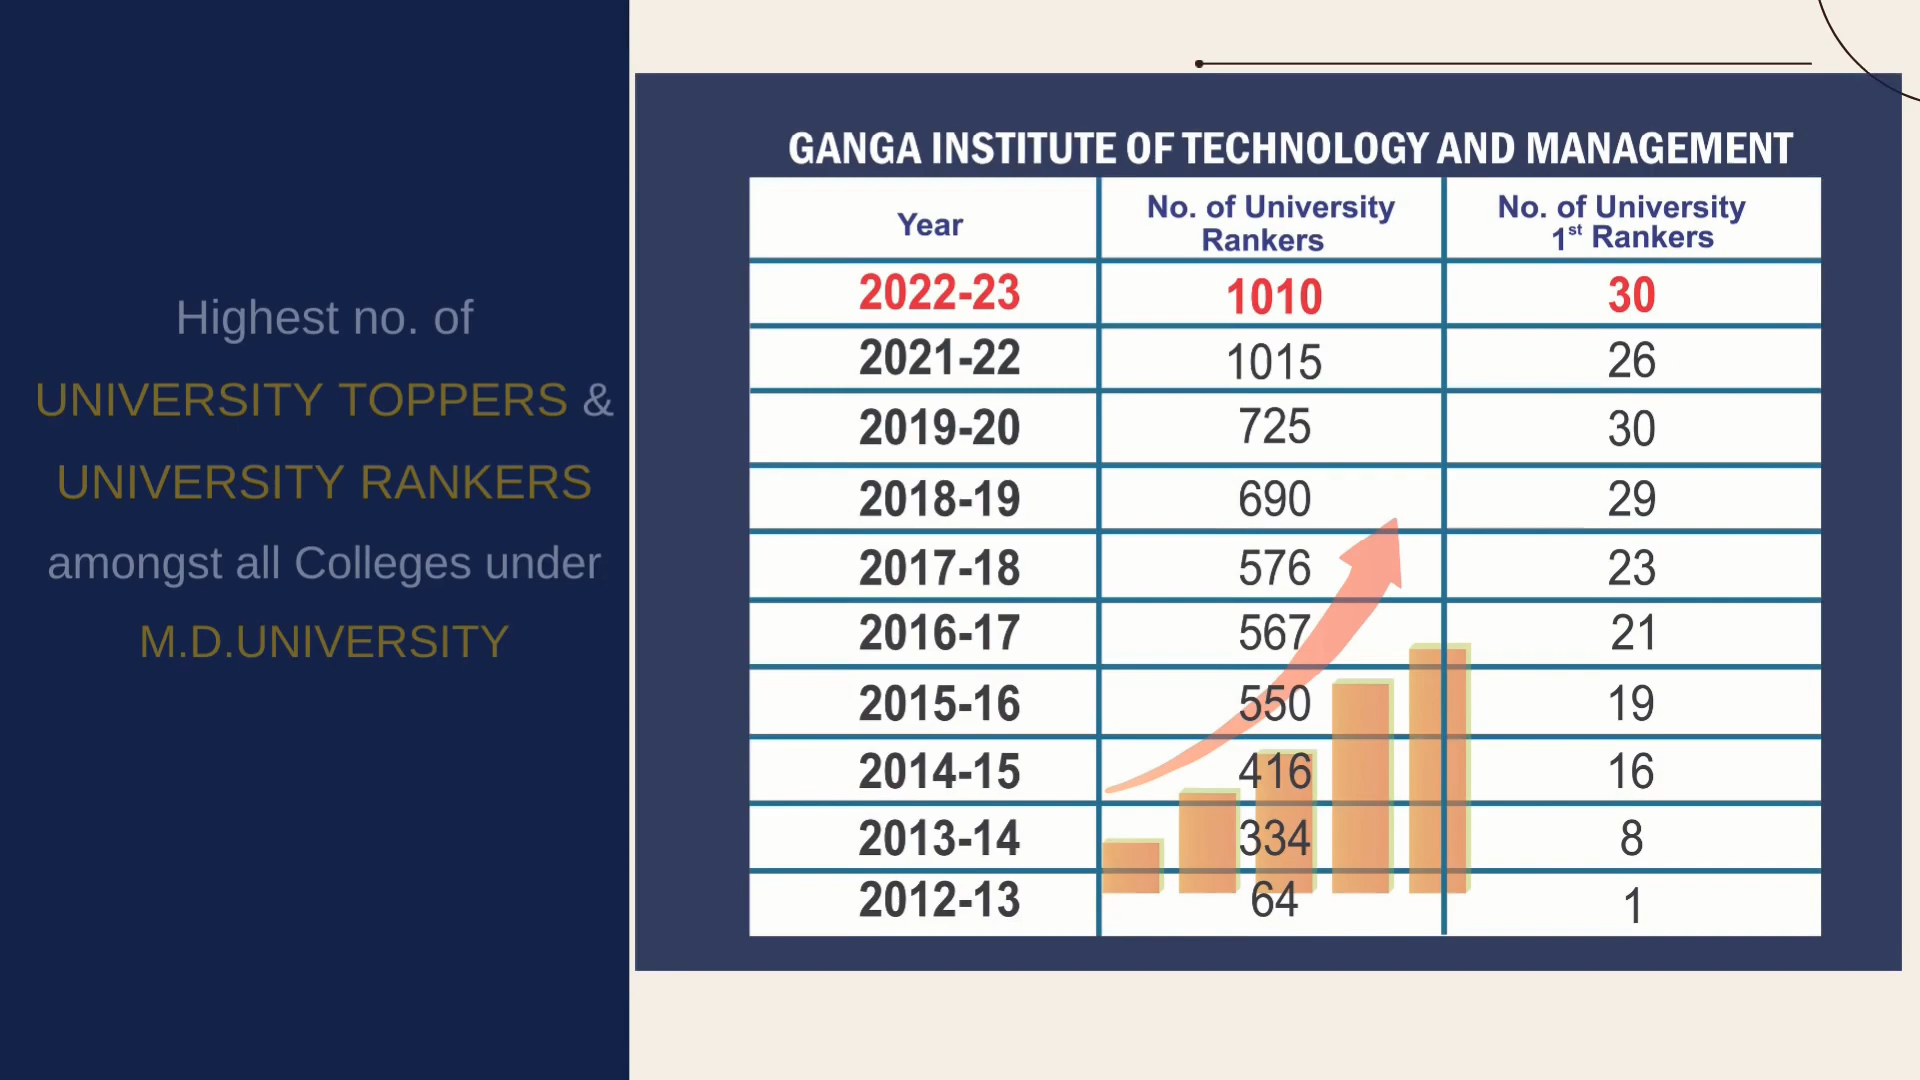 Highest no. of
UNIVERSITY TOPPERS &
UNIVERSITY RANKERS
amongst all Colleges under
M.D.UNIVERSITY
GANGA INSTITUTE OF TECHNOLOGY AND MANAGEMENT
Year No. of University Rankers No. of University 1st Rankers
2022-23 1010 30
2021-22 1015 26
2019-20 725 30
2018-19 690 29
2017-18 576 23
2016-17 567 21
2015-16 550 19
2014-15 416 16
2013-14 334 8
2012-13 64 1